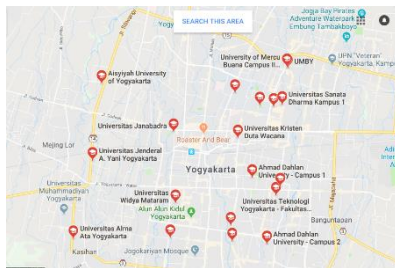 Jogja Bay Pirates
Adventure Waterpark
Embung Tambakboyo
SEARCH THIS AREA
University of Mercu
Buana Campus II...
UMBY
UPN "Veteran"
Yogyakarta, Kamp
Aisyiyah University
of Yogyakarta
Universitas Sanata
Dharma Kampus 1
Universitas Janabadra
Universitas Kristen
Duta Wacana
Roaster And Bear
Mejing Lor
Universitas Jenderal
A. Yani Yogyakarta
Yogyakarta
Ahmad Dahlan
University - Campus 1
Universitas
Muhammadiyah
Yogyakarta
Universitas
Widya Mataram
Universitas Teknologi
Yogyakarta - Fakultas...
Alun Alun Kidul
Yogyakarta
Banguntapan
Universitas Alma
Ata Yogyakarta
Ahmad Dahlan
University - Campus 2
Kasihan
Jogokariyan Mosque